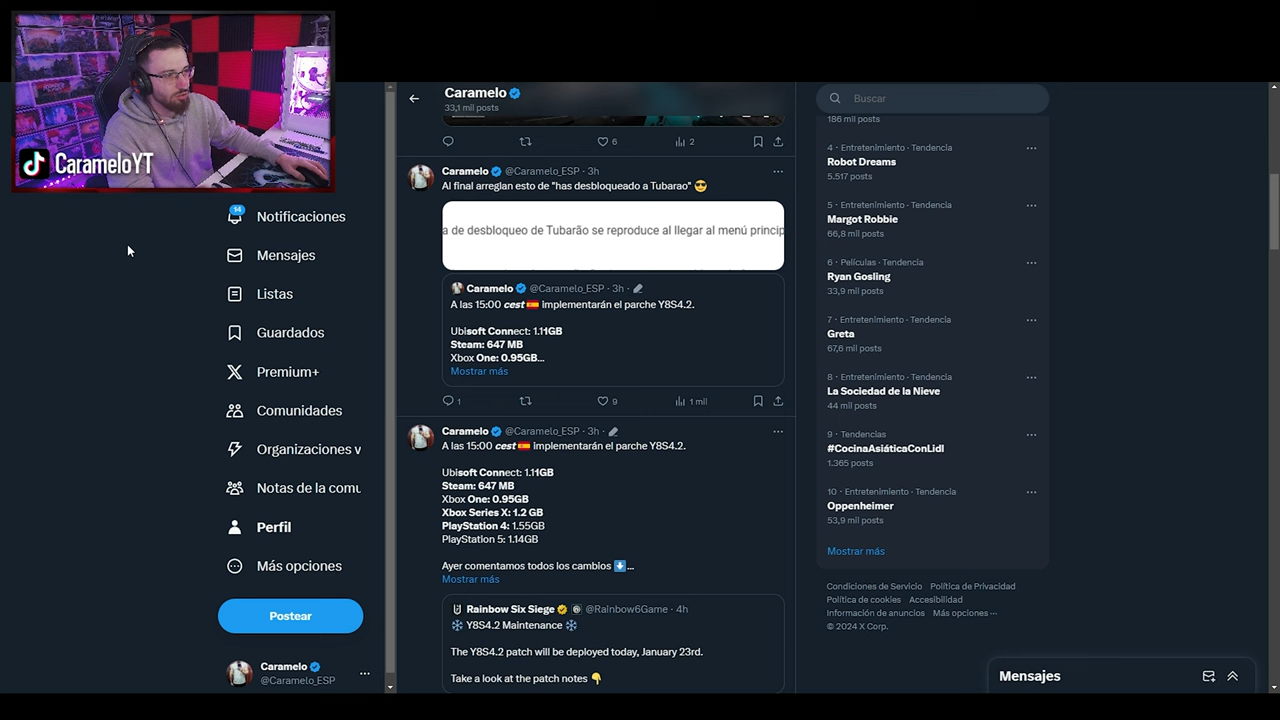 CarameloYT
Notificaciones
14
Mensajes
Listas
Guardados
Premium+
Comunidades
Organizaciones v
Notas de la comu
Perfil
Más opciones
Postear
Caramelo
@Caramelo_ESP
Caramelo
33,1 mil posts
6
2
Caramelo @Caramelo_ESP · 3h
Al final arreglan esto de "has desbloqueado a Tubarao" 😎
a de desbloqueo de Tubarão se reproduce al llegar al menú princip
Caramelo @Caramelo_ESP · 3h ·
A las 15:00 cest 🇪🇸 implementarán el parche Y8S4.2.
Ubisoft Connect: 1.11GB
Steam: 647 MB
Xbox One: 0.95GB...
Mostrar más
1
9
1 mil
Caramelo @Caramelo_ESP · 3h ·
A las 15:00 cest 🇪🇸 implementarán el parche Y8S4.2.
Ubisoft Connect: 1.11GB
Steam: 647 MB
Xbox One: 0.95GB
Xbox Series X: 1.2 GB
PlayStation 4: 1.55GB
PlayStation 5: 1.14GB
Ayer comentamos todos los cambios ⬇️...
Mostrar más
Rainbow Six Siege @Rainbow6Game · 4h
❄️ Y8S4.2 Maintenance ❄️
The Y8S4.2 patch will be deployed today, January 23rd.
Take a look at the patch notes 👇
Buscar
186 mil posts
4 · Entretenimiento · Tendencia
Robot Dreams
5.517 posts
5 · Entretenimiento · Tendencia
Margot Robbie
66,8 mil posts
6 · Películas · Tendencia
Ryan Gosling
33,9 mil posts
7 · Entretenimiento · Tendencia
Greta
67,6 mil posts
8 · Entretenimiento · Tendencia
La Sociedad de la Nieve
44 mil posts
9 · Tendencias
#CocinaAsiáticaConLidl
1.365 posts
10 · Entretenimiento · Tendencia
Oppenheimer
53,9 mil posts
Mostrar más
Condiciones de Servicio Política de Privacidad
Política de cookies Accesibilidad
Información de anuncios Más opciones ···
© 2024 X Corp.
Mensajes